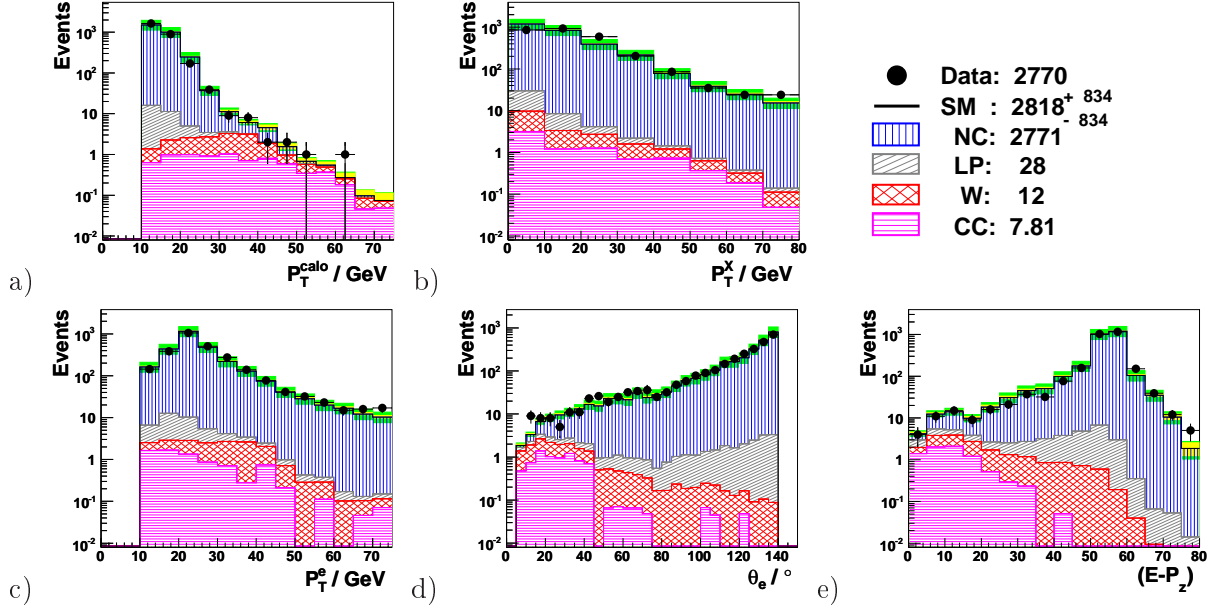 Events
10³
10²
10
1
10⁻¹
10⁻²
0 10 20 30 40 50 60 70
P_T^calo / GeV
a)
Events
10³
10²
10
1
10⁻¹
10⁻²
0 10 20 30 40 50 60 70 80
P_T^X / GeV
b)
Data: 2770
SM : 2818 + 834 - 834
NC: 2771
LP: 28
W: 12
CC: 7.81
Events
10³
10²
10
1
10⁻¹
10⁻²
0 10 20 30 40 50 60 70
P_T^e / GeV
c)
Events
10³
10²
10
1
10⁻¹
10⁻²
0 20 40 60 80 100 120 140
θ_e / °
d)
Events
10³
10²
10
1
10⁻¹
10⁻²
0 10 20 30 40 50 60 70 80
(E-P_z)
e)